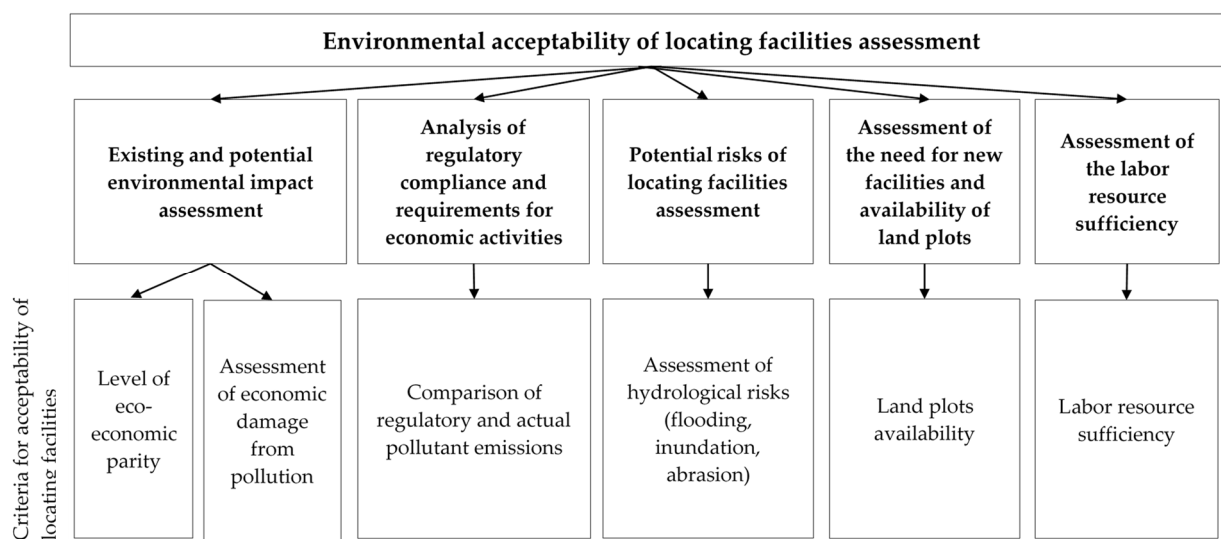 Environmental acceptability of locating facilities assessment
Existing and potential
environmental impact
assessment
Analysis of
regulatory
compliance and
requirements for
economic activities
Potential risks of
locating facilities
assessment
Assessment of
the need for new
facilities and
availability of
land plots
Assessment of
the labor
resource
sufficiency
Criteria for acceptability of
locating facilities
Level of
eco-
economic
parity
Assessment
of economic
damage
from
pollution
Comparison of
regulatory and actual
pollutant emissions
Assessment of
hydrological risks
(flooding,
inundation,
abrasion)
Land plots
availability
Labor resource
sufficiency